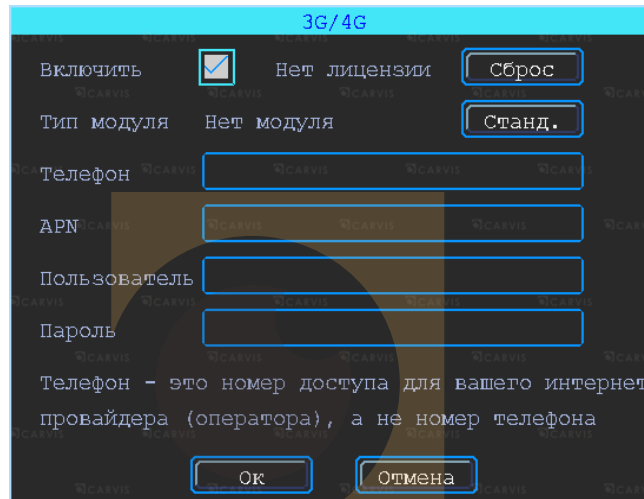 3G/4G
Включить Нет лицензии Сброс
Тип модуля Нет модуля Станд.
Телефон
APN
Пользователь
Пароль
Телефон - это номер доступа для вашего интернет
провайдера (оператора), а не номер телефона
Ок Отмена
CARVIS